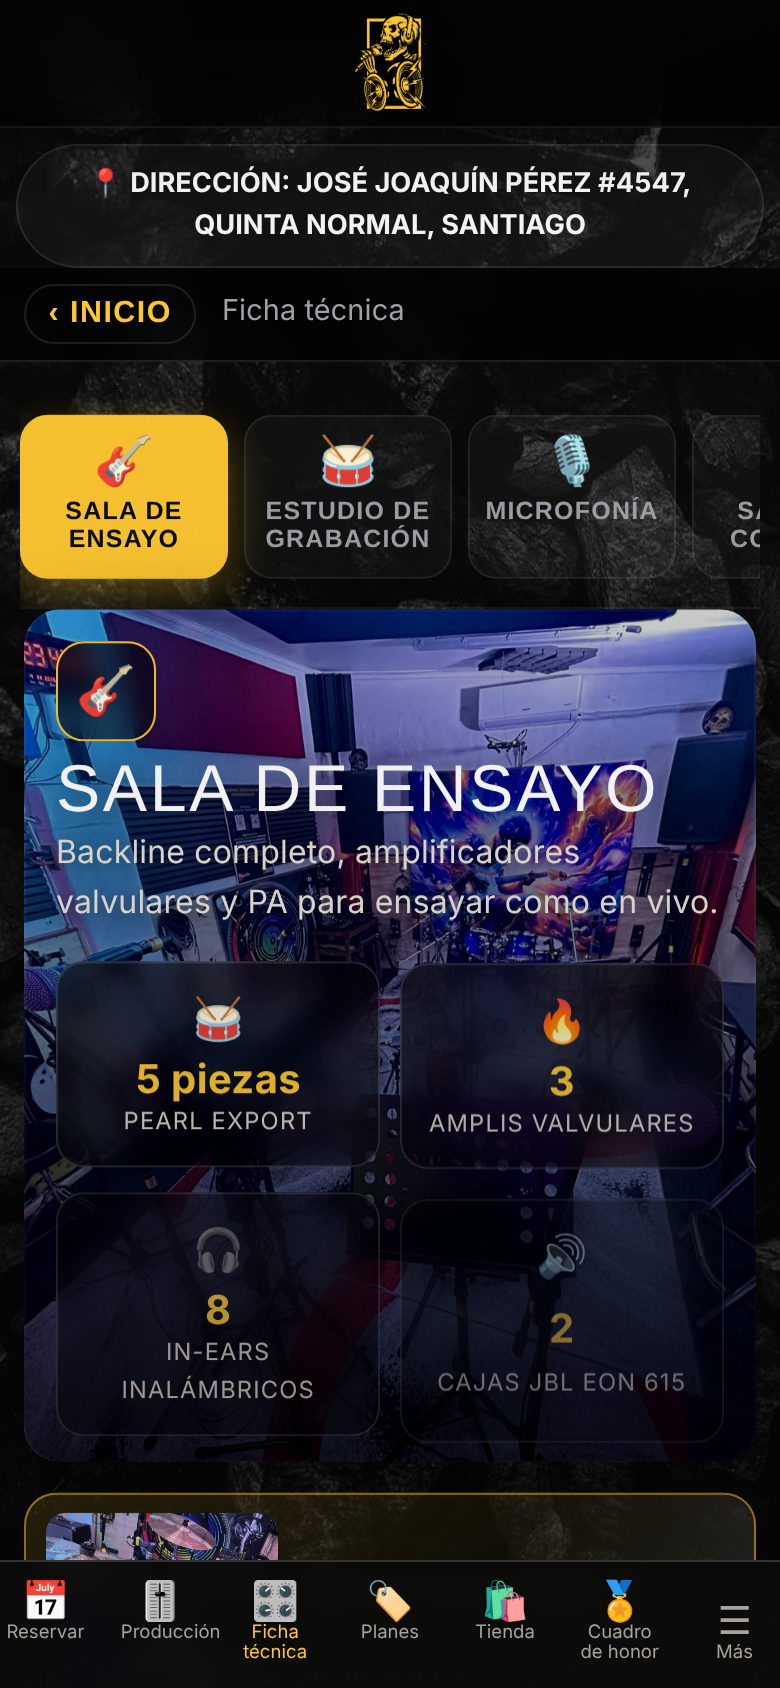 DIRECCIÓN: JOSÉ JOAQUÍN PÉREZ #4547,
QUINTA NORMAL, SANTIAGO
‹ INICIO
Ficha técnica
SALA DE
ENSAYO
ESTUDIO DE
GRABACIÓN
MICROFONÍA
SALA DE ENSAYO
Backline completo, amplificadores
valvulares y PA para ensayar como en vivo.
5 piezas
PEARL EXPORT
3
AMPLIS VALVULARES
8
IN-EARS
INALÁMBRICOS
2
CAJAS JBL EON 615
July
17
Reservar
Producción
Ficha
técnica
Planes
Tienda
Cuadro
de honor
Más